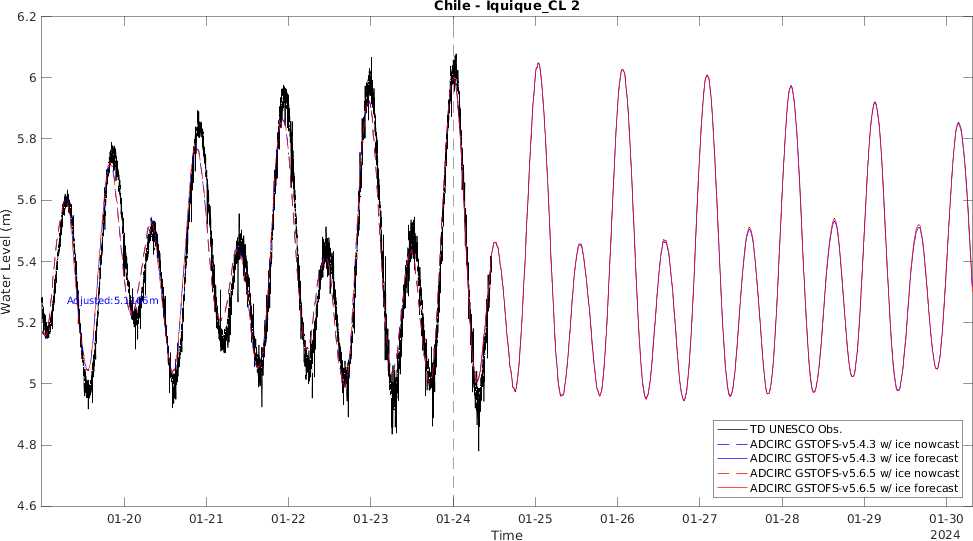 Chile - Iquique_CL 2
6.2
6
5.8
5.6
5.4
5.2
5
4.8
4.6
Water Level (m)
TD UNESCO Obs.
ADCIRC GSTOFS-v5.4.3 w/ ice nowcast
ADCIRC GSTOFS-v5.4.3 w/ ice forecast
ADCIRC GSTOFS-v5.6.5 w/ ice nowcast
ADCIRC GSTOFS-v5.6.5 w/ ice forecast
01-20 01-21 01-22 01-23 01-24 01-25 01-26 01-27 01-28 01-29 01-30
Time
2024